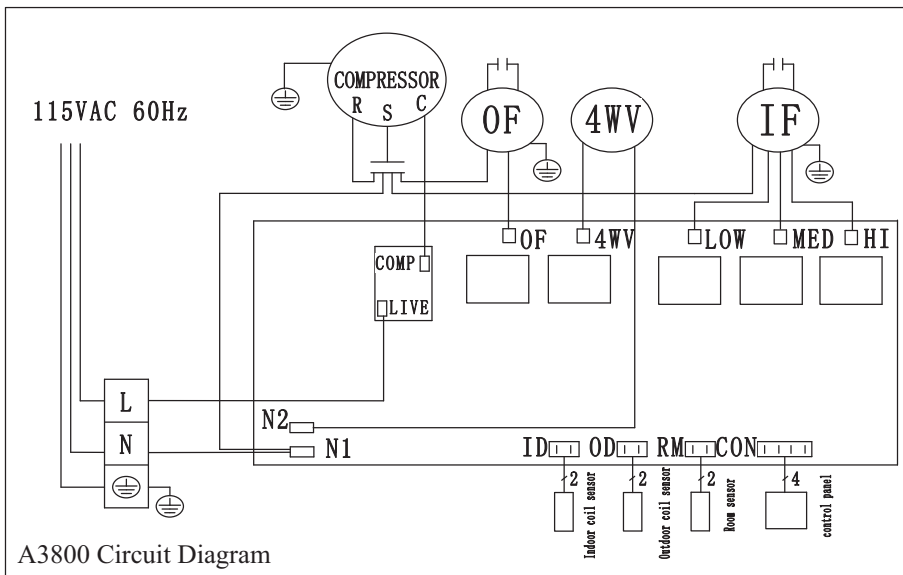 COMPRESSOR
R S C
OF
4WV
IF
115VAC 60Hz
OF
4WV
LOW
MED
HI
COMP
LIVE
L
N
N2
N1
ID
OD
RM
CON
2
2
2
4
Indoor coil sensor
Outdoor coil sensor
Room sensor
control panel
A3800 Circuit Diagram